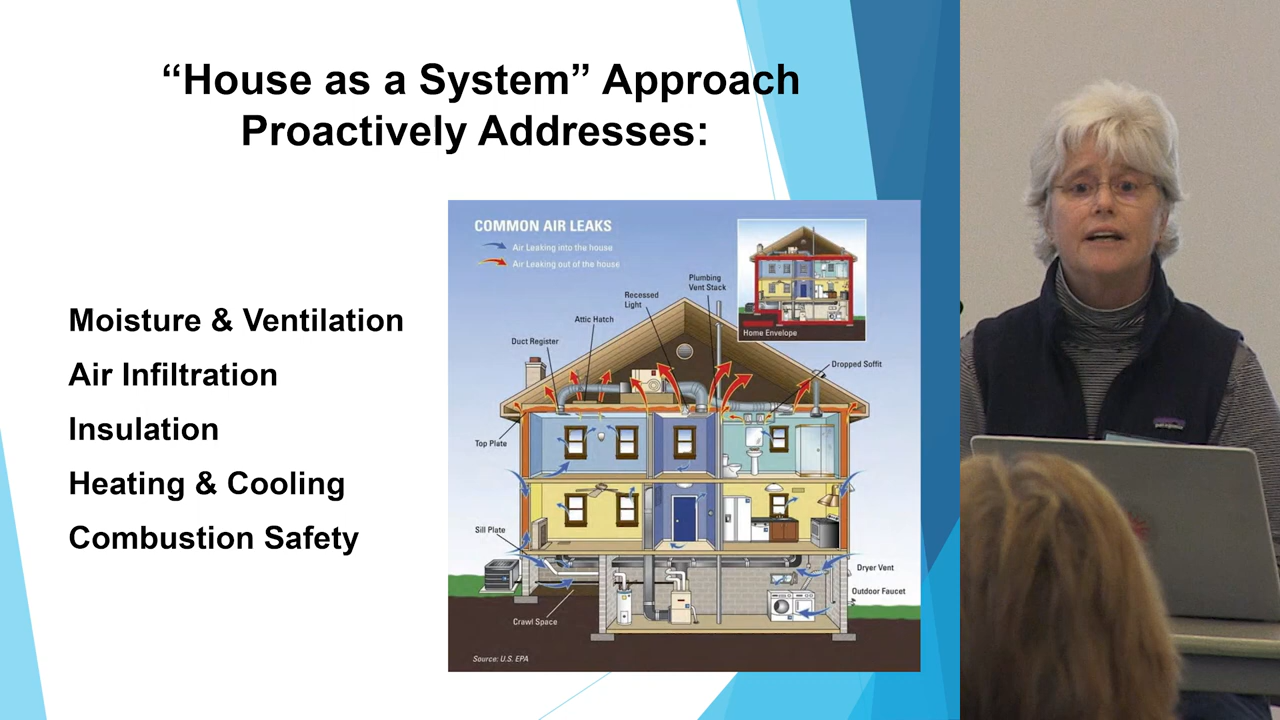 “House as a System” Approach
Proactively Addresses:
Moisture & Ventilation
Air Infiltration
Insulation
Heating & Cooling
Combustion Safety
COMMON AIR LEAKS
Air Leaking into the house
Air Leaking out of the house
Home Envelope
Plumbing
Vent Stack
Recessed
Light
Attic Hatch
Duct Register
Dropped Soffit
Top Plate
Sill Plate
Dryer Vent
Outdoor Faucet
Crawl Space
Source: U.S. EPA
patagonia